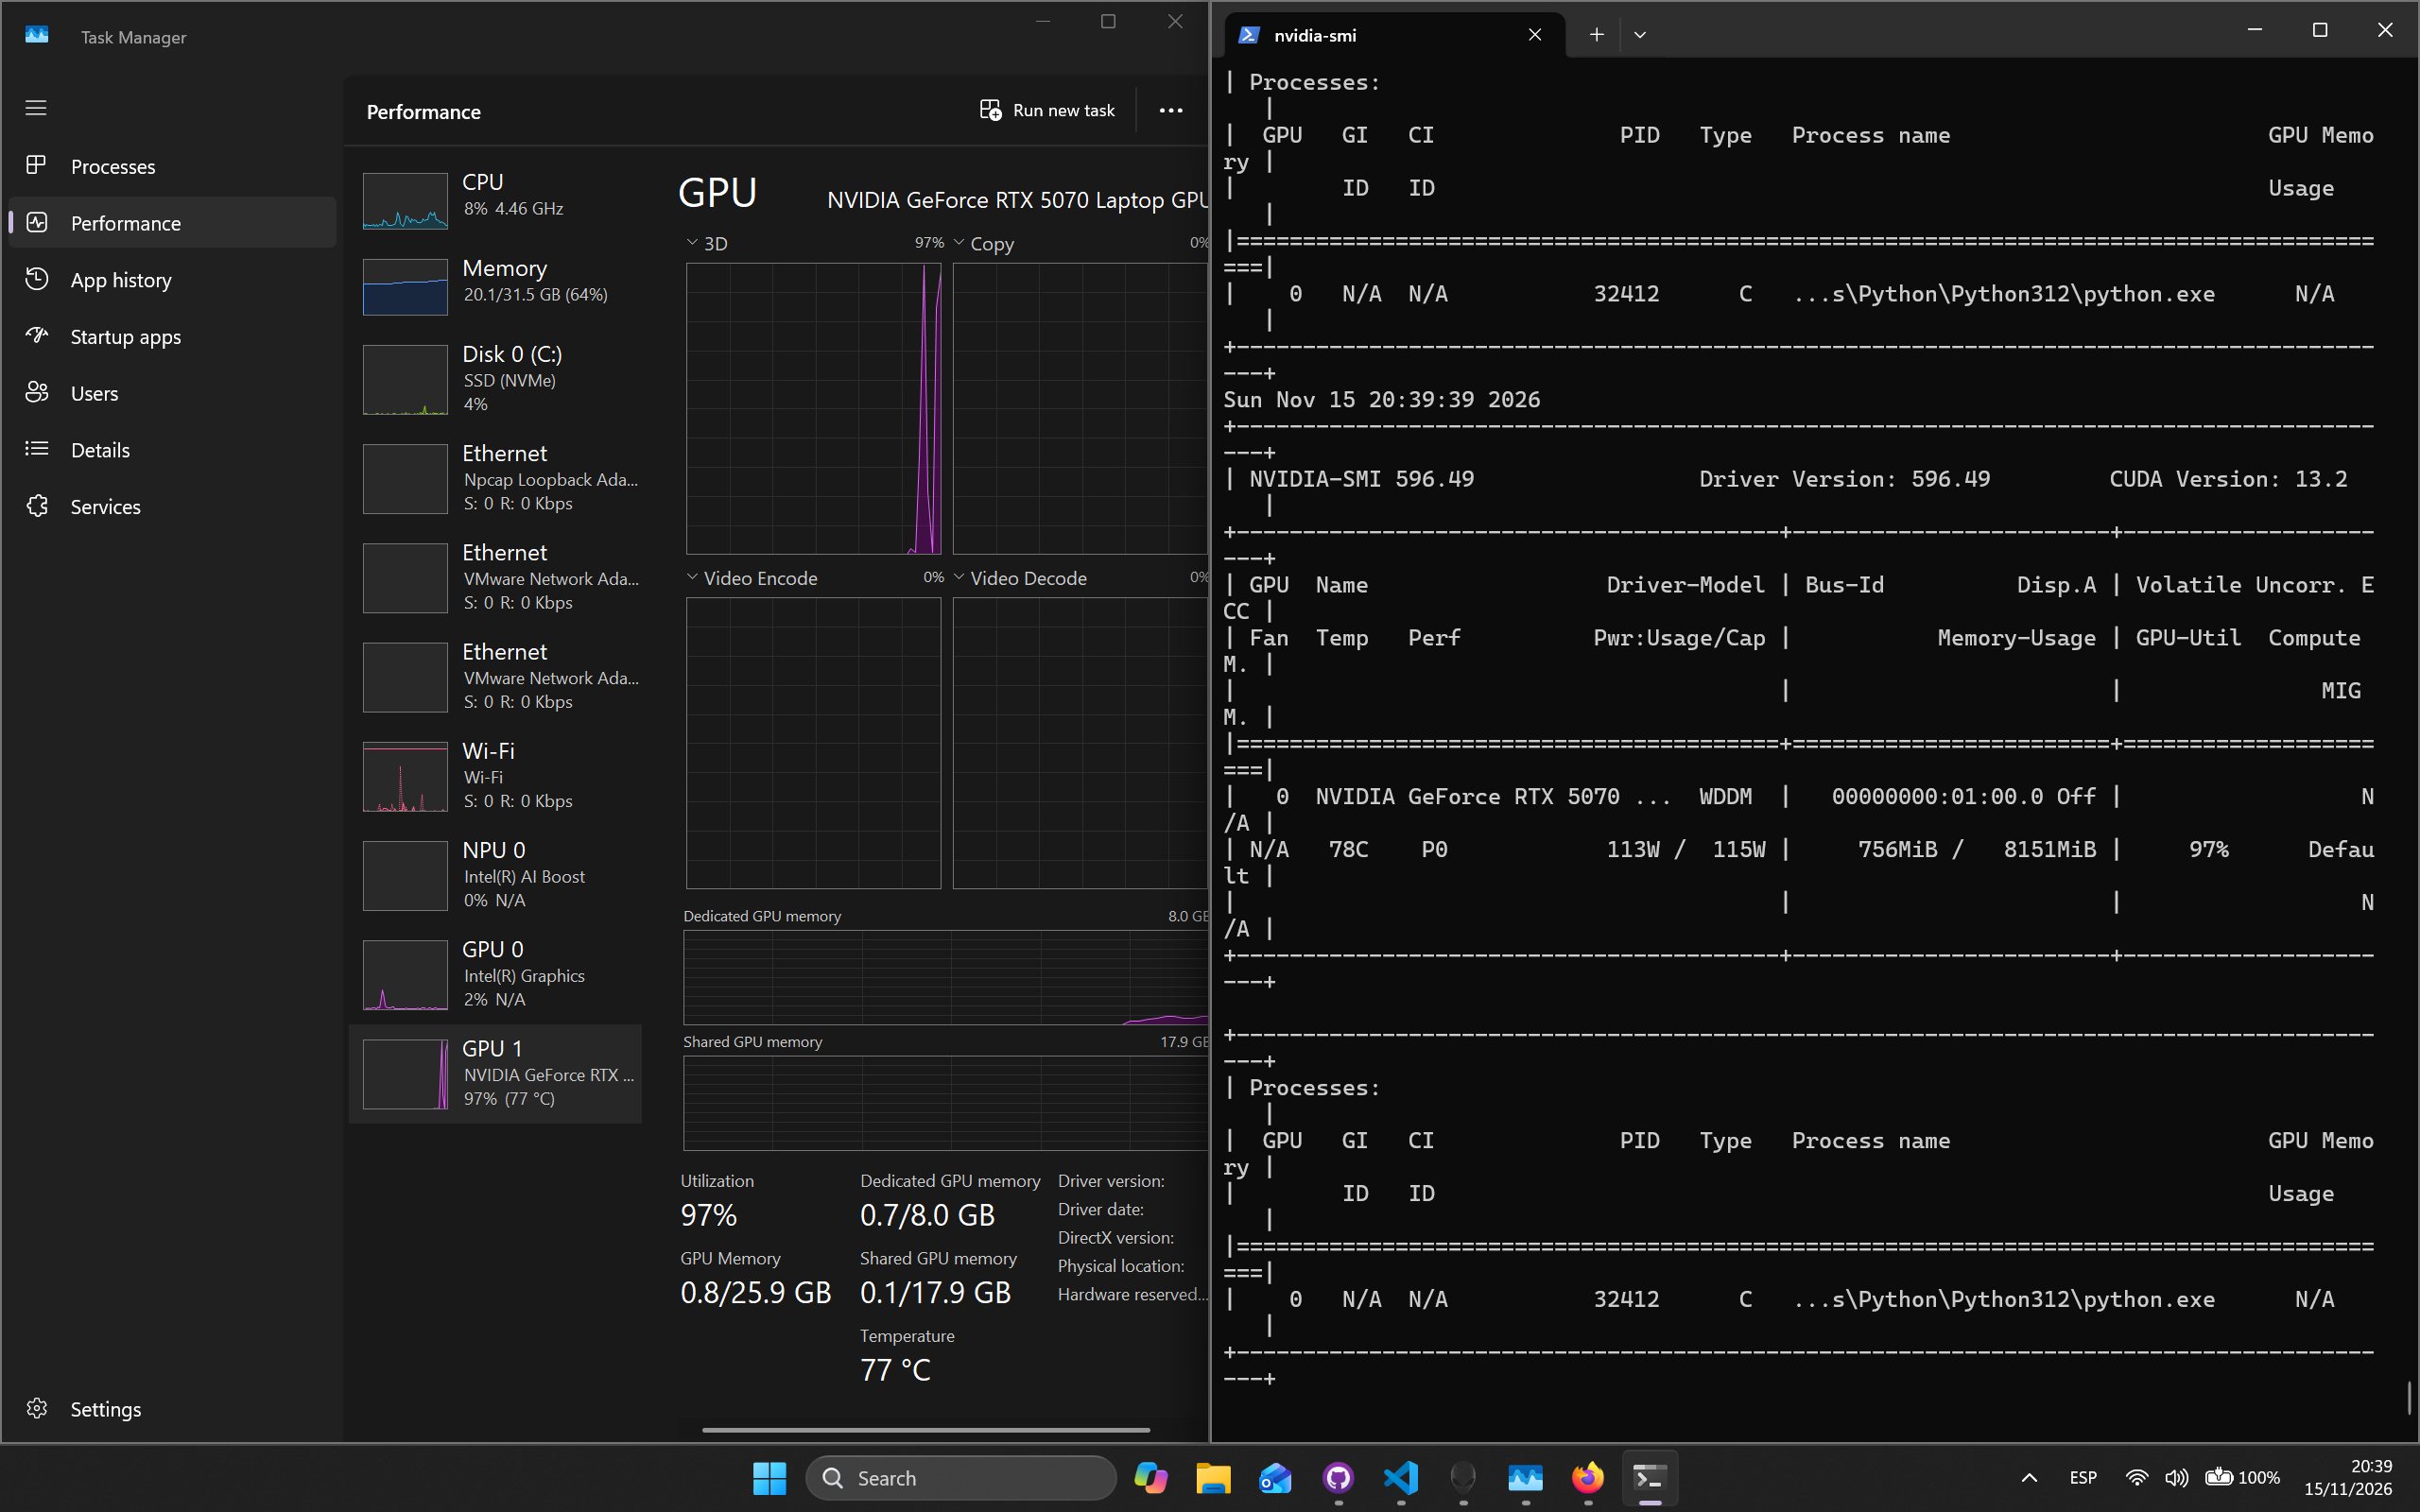 Task Manager
Performance
Run new task
Processes
Performance
App history
Startup apps
Users
Details
Services
Settings
CPU
8% 4.46 GHz
Memory
20.1/31.5 GB (64%)
Disk 0 (C:)
SSD (NVMe)
4%
Ethernet
Npcap Loopback Ada...
S: 0 R: 0 Kbps
Ethernet
VMware Network Ada...
S: 0 R: 0 Kbps
Ethernet
VMware Network Ada...
S: 0 R: 0 Kbps
Wi-Fi
Wi-Fi
S: 0 R: 0 Kbps
NPU 0
Intel(R) AI Boost
0% N/A
GPU 0
Intel(R) Graphics
2% N/A
GPU 1
NVIDIA GeForce RTX ...
97% (77 °C)
GPU NVIDIA GeForce RTX 5070 Laptop GPU
3D 97% Copy 0%
Video Encode 0% Video Decode 0%
Dedicated GPU memory 8.0 GB
Shared GPU memory 17.9 GB
Utilization
97%
Dedicated GPU memory
0.7/8.0 GB
GPU Memory
0.8/25.9 GB
Shared GPU memory
0.1/17.9 GB
Temperature
77 °C
Driver version:
Driver date:
DirectX version:
Physical location:
Hardware reserved...
nvidia-smi
| Processes:
|
| GPU GI CI PID Type Process name GPU Memo
ry |
| ID ID Usage
|
|======================================================================================
===|
| 0 N/A N/A 32412 C ...s\Python\Python312\python.exe N/A
|
+--------------------------------------------------------------------------------------
---+
Sun Nov 15 20:39:39 2026
+--------------------------------------------------------------------------------------
---+
| NVIDIA-SMI 596.49 Driver Version: 596.49 CUDA Version: 13.2
|
+-----------------------------------------+------------------------+-------------------
---+
| GPU Name Driver-Model | Bus-Id Disp.A | Volatile Uncorr. E
CC |
| Fan Temp Perf Pwr:Usage/Cap | Memory-Usage | GPU-Util Compute
M. |
| | | MIG
M. |
|=========================================+========================+===================
===|
| 0 NVIDIA GeForce RTX 5070 ... WDDM | 00000000:01:00.0 Off | N
/A |
| N/A 78C P0 113W / 115W | 756MiB / 8151MiB | 97% Defau
lt |
| | | N
/A |
+-----------------------------------------+------------------------+-------------------
---+
+--------------------------------------------------------------------------------------
---+
| Processes:
|
| GPU GI CI PID Type Process name GPU Memo
ry |
| ID ID Usage
|
|======================================================================================
===|
| 0 N/A N/A 32412 C ...s\Python\Python312\python.exe N/A
|
+--------------------------------------------------------------------------------------
---+
Search
ESP
100%
20:39
15/11/2026